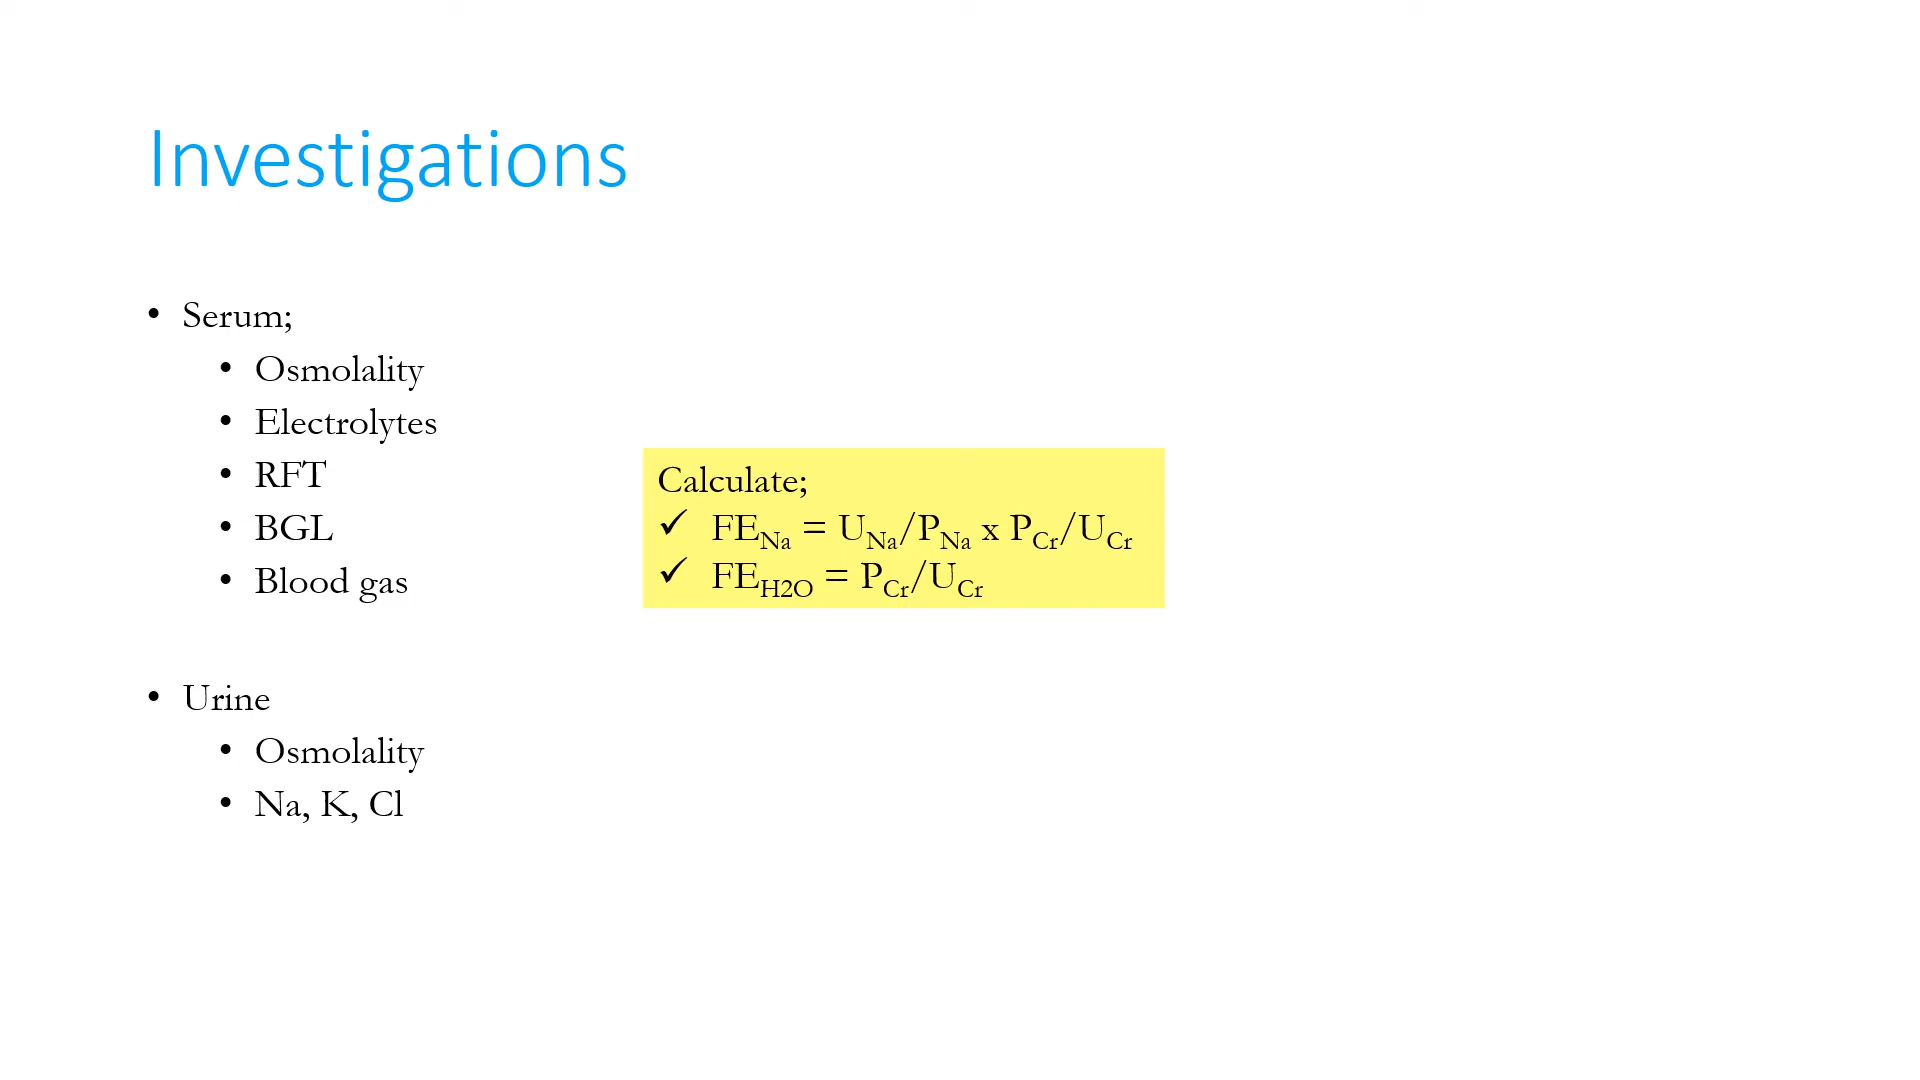 Investigations
• Serum;
• Osmolality
• Electrolytes
• RFT
• BGL
• Blood gas
Calculate;
✓ FENa = UNa/PNa x PCr/UCr
✓ FEH2O = PCr/UCr
• Urine
• Osmolality
• Na, K, Cl